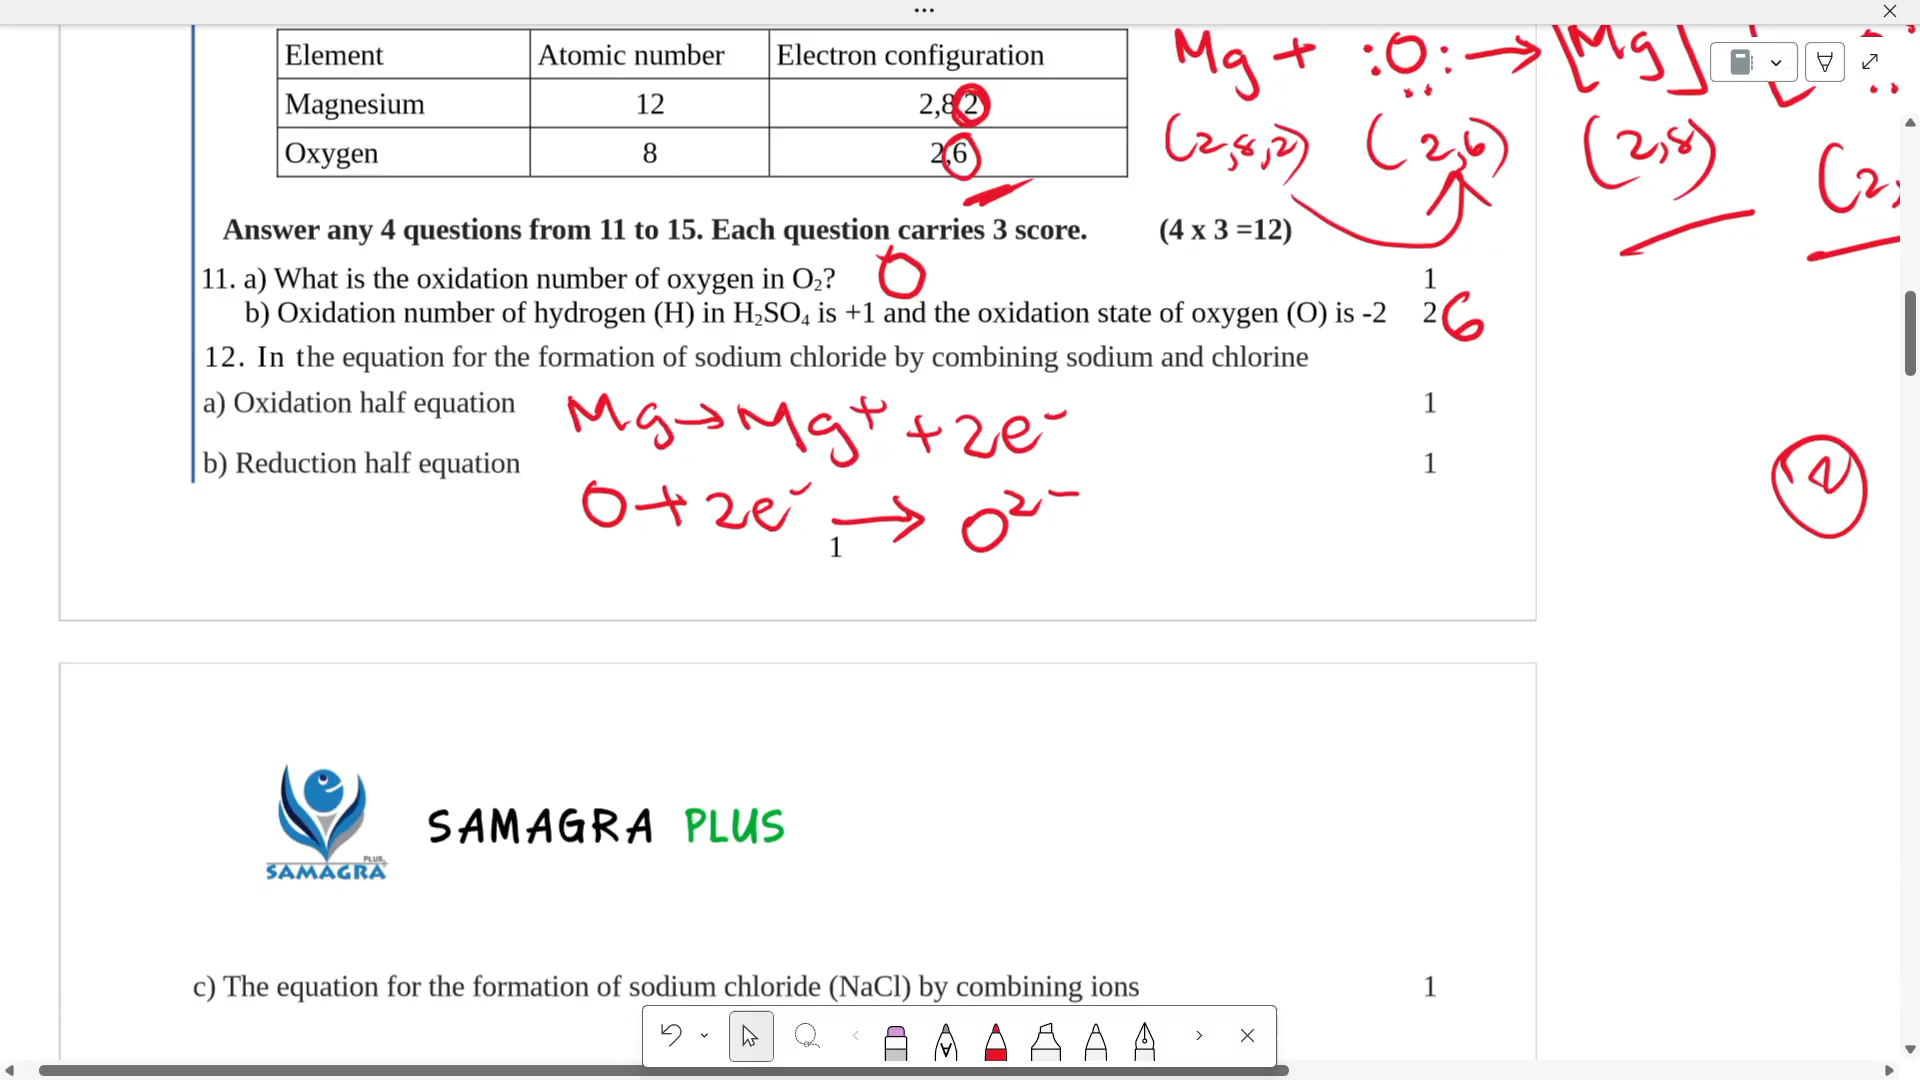 Element Atomic number Electron configuration
Magnesium 12 2,8,2
Oxygen 8 2,6
Mg + :O: → [Mg] [
(2,8,2) (2,6) (2,8) (2,
Answer any 4 questions from 11 to 15. Each question carries 3 score. (4 x 3 =12)
11. a) What is the oxidation number of oxygen in O₂? 0 1
b) Oxidation number of hydrogen (H) in H₂SO₄ is +1 and the oxidation state of oxygen (O) is -2 2 6
12. In the equation for the formation of sodium chloride by combining sodium and chlorine
a) Oxidation half equation Mg → Mg⁺ + 2e⁻ 1
b) Reduction half equation 1
O + 2e⁻ → O²⁻
1
SAMAGRA PLUS
PLUS
SAMAGRA
c) The equation for the formation of sodium chloride (NaCl) by combining ions 1